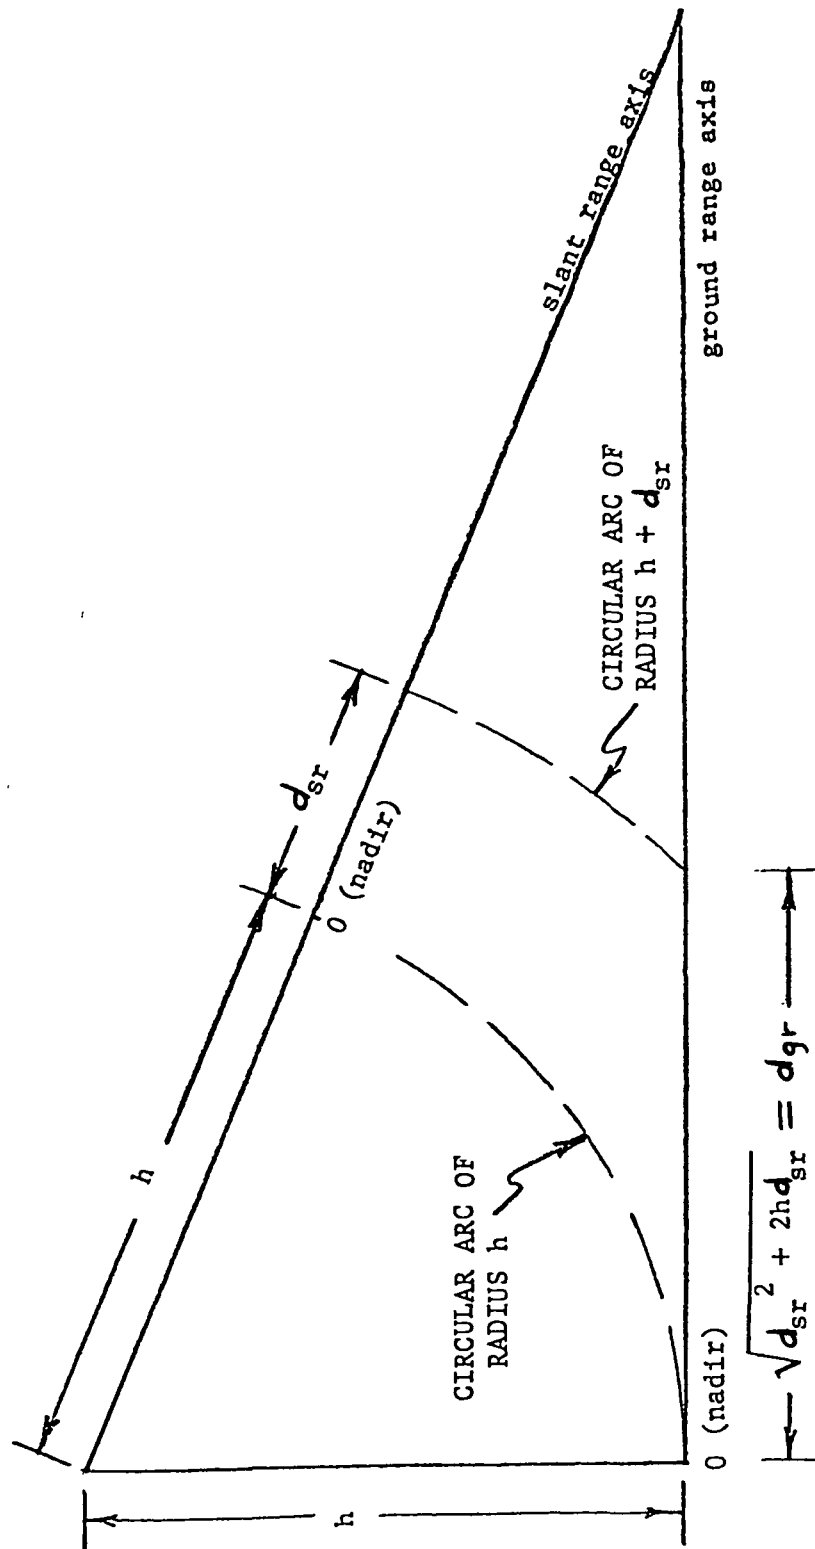 h
d_sr
0 (nadir)
slant range axis
h
CIRCULAR ARC OF
RADIUS h
CIRCULAR ARC OF
RADIUS h + d_sr
0 (nadir)
ground range axis
√(d_sr² + 2hd_sr) = d_gr